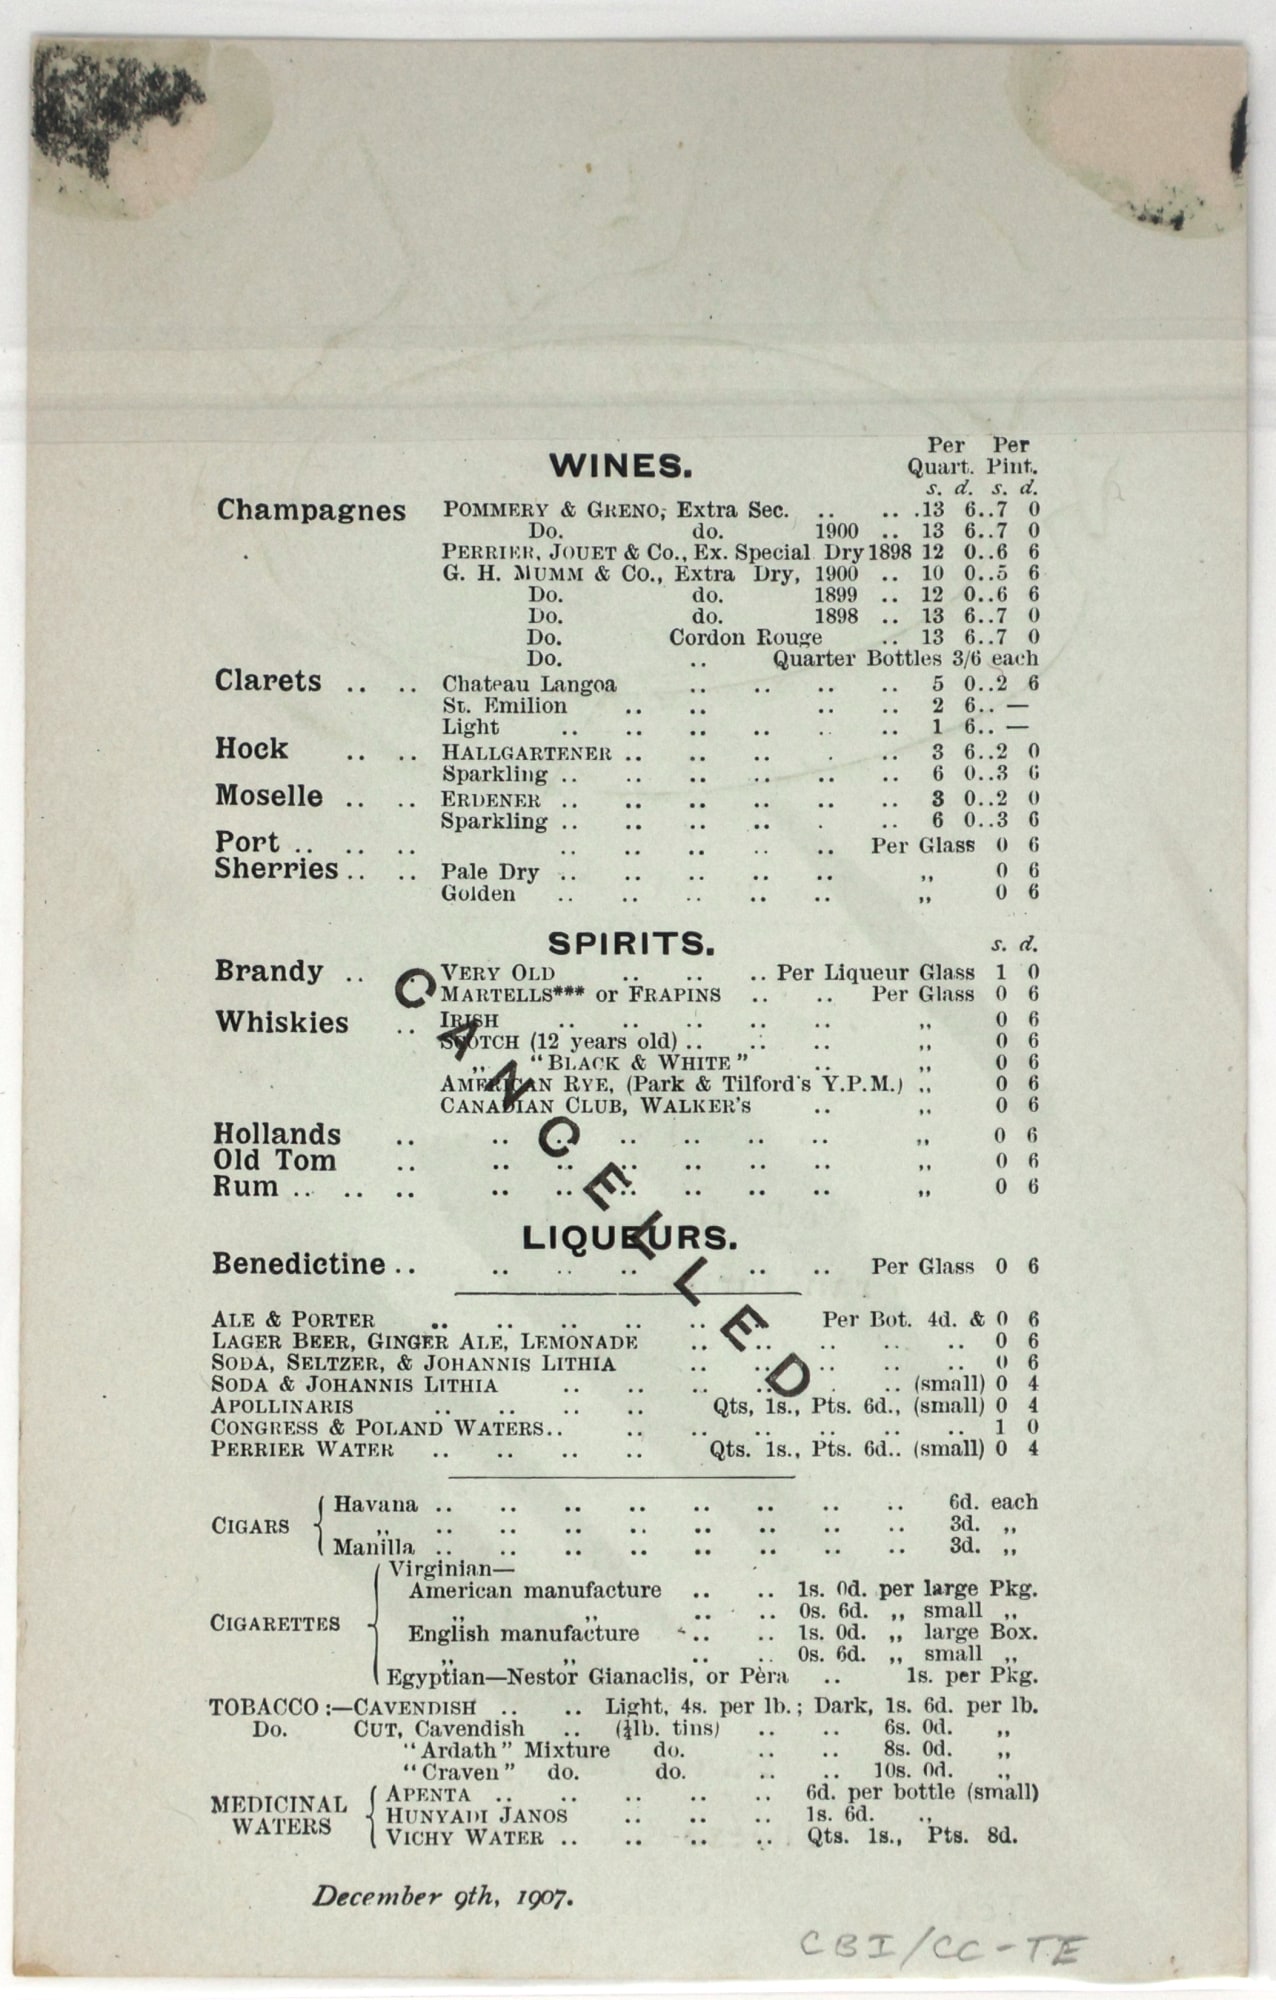 Per Per
WINES. Quart. Pint.
s. d. s. d.
Champagnes POMMERY & GRENO, Extra Sec. .. .. .13 6..7 0
Do. do. 1900 .. 13 6..7 0
PERRIER, JOUET & Co., Ex. Special Dry 1898 12 0..6 6
G. H. MUMM & CO., Extra Dry, 1900 .. 10 0..5 6
Do. do. 1899 .. 12 0..6 6
Do. do. 1898 .. 13 6..7 0
Do. Cordon Rouge .. 13 6..7 0
Do. .. Quarter Bottles 3/6 each
Clarets .. .. Chateau Langoa .. .. .. .. 5 0..2 6
St. Emilion .. .. .. .. 2 6.. —
Light .. .. .. .. . .. 1 6.. —
Hock .. .. HALLGARTENER .. .. .. . .. 3 6..2 0
Sparkling .. .. .. .. .. .. 6 0..3 6
Moselle .. .. ERDENER .. .. .. .. .. .. 3 0..2 0
Sparkling .. .. .. .. . .. 6 0..3 6
Port .. .. .. .. .. .. .. .. Per Glass 0 6
Sherries .. .. Pale Dry .. .. .. .. .. „ 0 6
Golden .. .. .. .. .. „ 0 6
SPIRITS. s. d.
Brandy .. VERY OLD .. .. .. Per Liqueur Glass 1 0
MARTELLS*** or FRAPINS .. .. Per Glass 0 6
Whiskies .. IRISH .. .. .. .. .. „ 0 6
SCOTCH (12 years old) .. .. .. „ 0 6
„ “BLACK & WHITE” .. „ 0 6
AMERICAN RYE, (Park & Tilford's Y.P.M.) .. „ 0 6
CANADIAN CLUB, WALKER'S .. „ 0 6
Hollands .. .. .. .. .. .. „ 0 6
Old Tom .. .. .. .. .. .. .. „ 0 6
Rum .. .. .. .. .. .. .. .. .. „ 0 6
CANCELLED
LIQUEURS.
Benedictine .. .. .. .. .. .. Per Glass 0 6
ALE & PORTER .. .. .. .. .. .. Per Bot. 4d. & 0 6
LAGER BEER, GINGER ALE, LEMONADE .. .. .. .. .. 0 6
SODA, SELTZER, & JOHANNIS LITHIA .. .. .. .. .. 0 6
SODA & JOHANNIS LITHIA .. .. .. .. . .. (small) 0 4
APOLLINARIS .. .. .. .. Qts, 1s., Pts. 6d., (small) 0 4
CONGRESS & POLAND WATERS.. .. .. .. .. .. .. 1 0
PERRIER WATER .. .. .. .. Qts. 1s., Pts. 6d.. (small) 0 4
CIGARS { Havana .. .. .. .. .. .. .. .. 6d. each
„ .. .. .. .. .. .. .. .. 3d. „
Manilla .. .. .. .. .. .. .. .. 3d. „
CIGARETTES { Virginian—
American manufacture .. .. 1s. 0d. per large Pkg.
„ „ .. .. 0s. 6d. „ small „
English manufacture .. .. 1s. 0d. „ large Box.
„ „ .. .. 0s. 6d. „ small „
Egyptian—Nestor Gianaclis, or Pèra .. 1s. per Pkg.
TOBACCO :—CAVENDISH .. .. Light, 4s. per lb.; Dark, 1s. 6d. per lb.
Do. CUT, Cavendish .. (¼lb. tins) .. .. 6s. 0d. „
“Ardath” Mixture do. .. .. 8s. 0d. „
“Craven” do. do. .. .. 10s. 0d. „
MEDICINAL WATERS { APENTA .. .. .. .. .. 6d. per bottle (small)
HUNYADI JANOS .. .. .. 1s. 6d. „
VICHY WATER .. .. .. .. Qts. 1s., Pts. 8d.
December 9th, 1907.
CBI/CC-TE